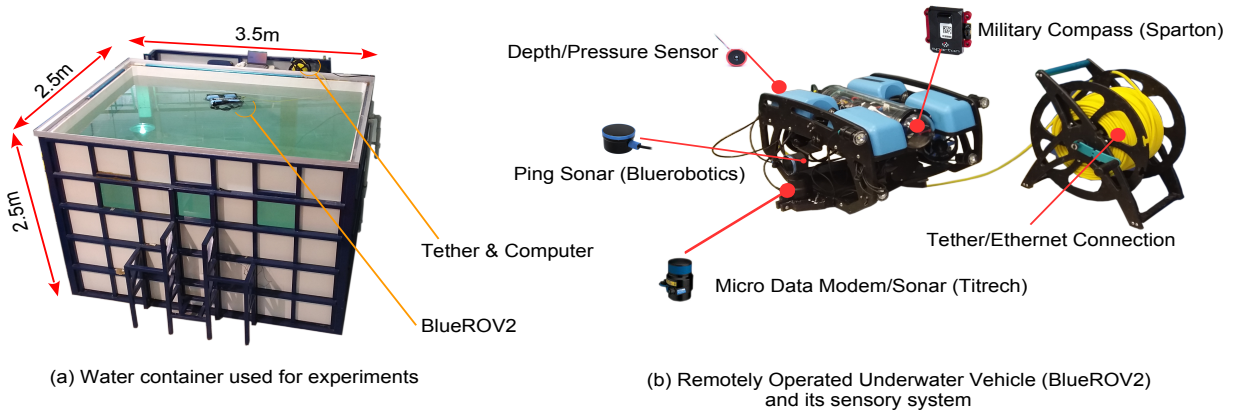 3.5m
2.5m
2.5m
Tether & Computer
BlueROV2
(a) Water container used for experiments
Depth/Pressure Sensor
Military Compass (Sparton)
Ping Sonar (Bluerobotics)
Tether/Ethernet Connection
Micro Data Modem/Sonar (Titrech)
(b) Remotely Operated Underwater Vehicle (BlueROV2)
and its sensory system